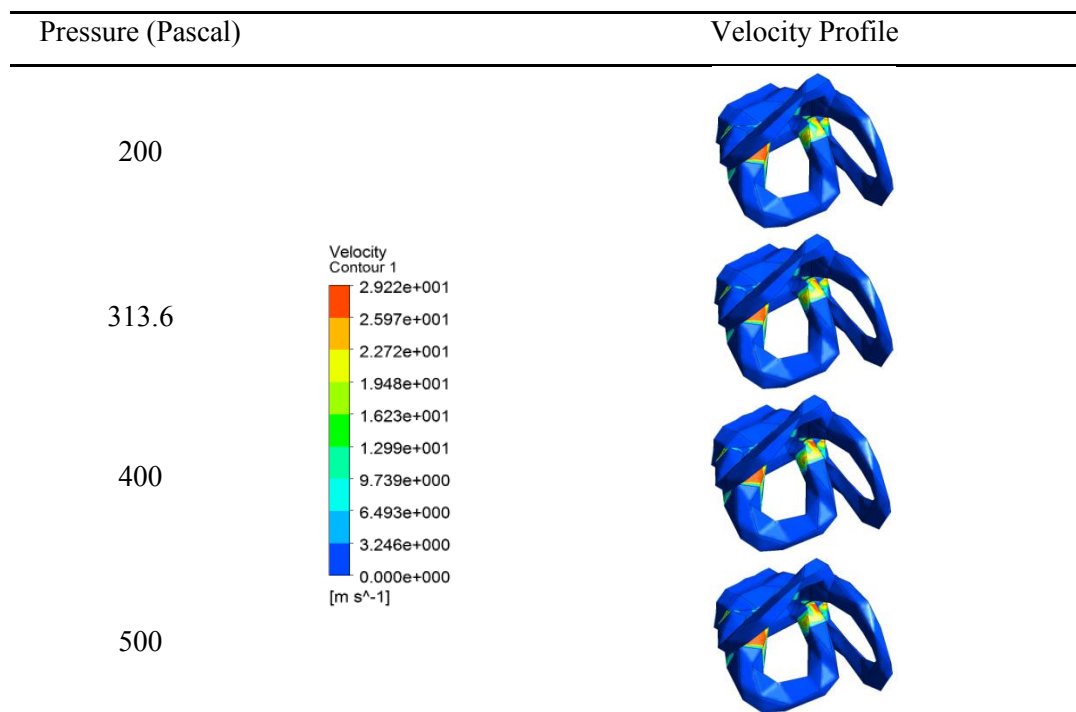 Pressure (Pascal) Velocity Profile
200
Velocity
Contour 1
2.922e+001
2.597e+001
313.6
2.272e+001
1.948e+001
1.623e+001
1.299e+001
400
9.739e+000
6.493e+000
3.246e+000
0.000e+000
[m s^-1]
500